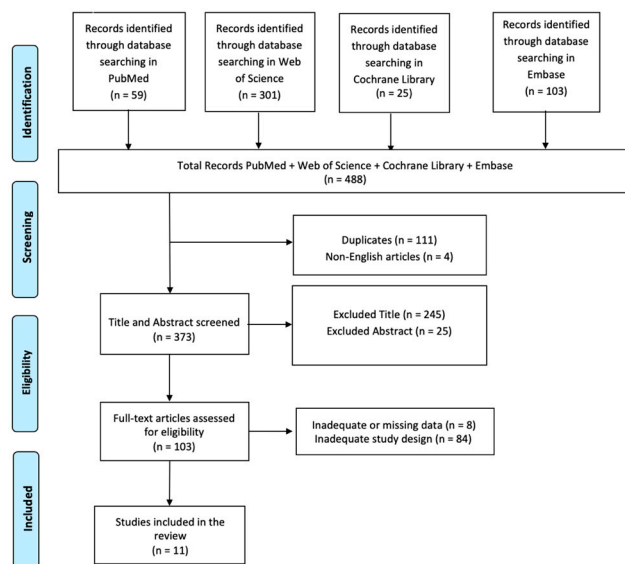 Identification
Records identified
through database
searching in
PubMed
(n = 59)
Records identified
through database
searching in Web
of Science
(n = 301)
Records identified
through database
searching in
Cochrane Library
(n = 25)
Records identified
through database
searching in
Embase
(n = 103)
Total Records PubMed + Web of Science + Cochrane Library + Embase
(n = 488)
Screening
Duplicates (n = 111)
Non-English articles (n = 4)
Title and Abstract screened
(n = 373)
Excluded Title (n = 245)
Excluded Abstract (n = 25)
Eligibility
Full-text articles assessed
for eligibility
(n = 103)
Inadequate or missing data (n = 8)
Inadequate study design (n = 84)
Included
Studies included in the
review
(n = 11)